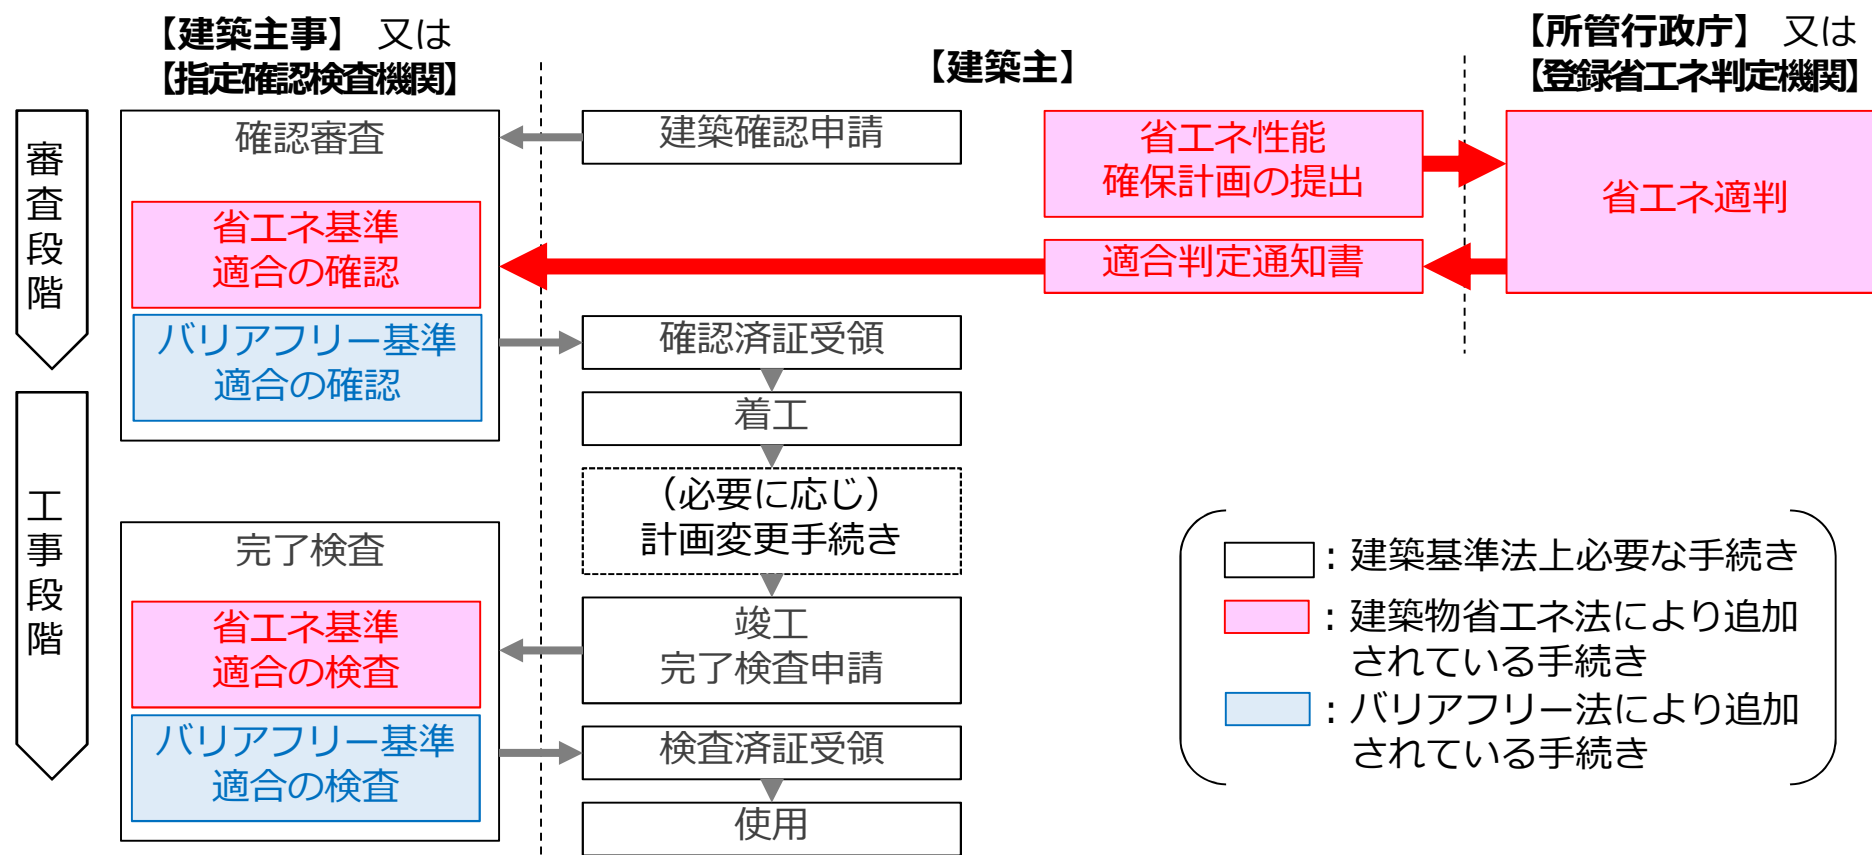 【建築主事】 又は
【指定確認検査機関】
【建築主】
【所管行政庁】 又は
【登録省エネ判定機関】
審査段階
確認審査
省エネ基準
適合の確認
バリアフリー基準
適合の確認
建築確認申請
省エネ性能
確保計画の提出
省エネ適判
適合判定通知書
確認済証受領
着工
（必要に応じ）
計画変更手続き
工事段階
完了検査
省エネ基準
適合の検査
バリアフリー基準
適合の検査
竣工
完了検査申請
検査済証受領
使用
：建築基準法上必要な手続き
：建築物省エネ法により追加
されている手続き
：バリアフリー法により追加
されている手続き